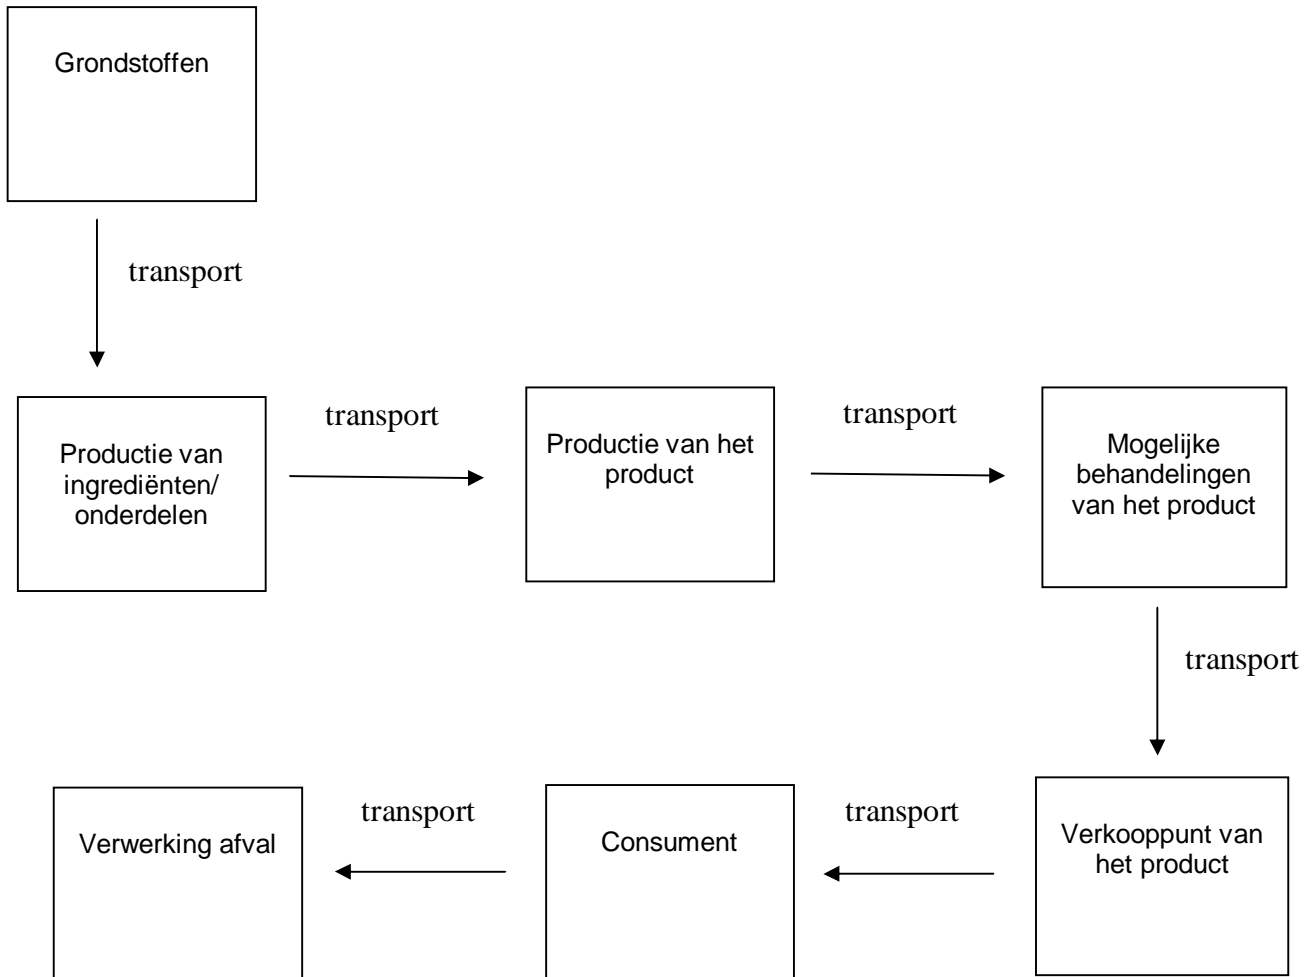 Grondstoffen
transport
Productie van
ingrediënten/
onderdelen
transport
Productie van het
product
transport
Mogelijke
behandelingen
van het product
transport
Verkooppunt van
het product
transport
Consument
transport
Verwerking afval